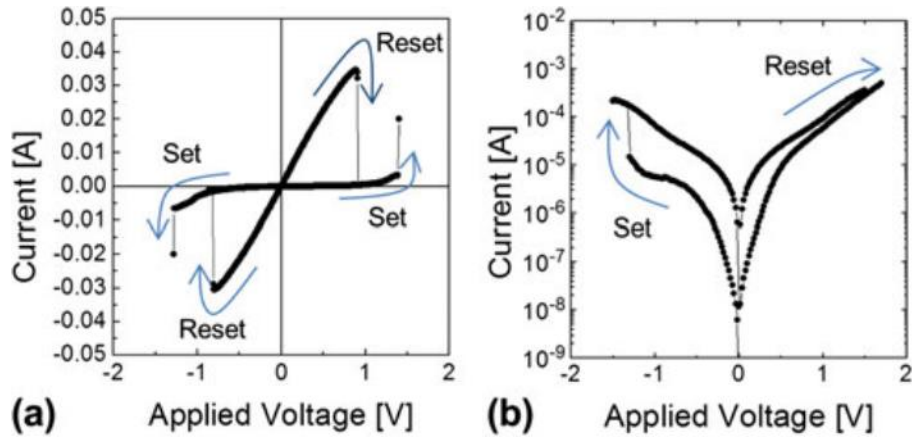 0.05
0.04
0.03
0.02
0.01
0.00
-0.01
-0.02
-0.03
-0.04
-0.05
Current [A]
Reset
Set
Set
Reset
-2
-1
0
1
2
Applied Voltage [V]
(a)
10-2
10-3
10-4
10-5
10-6
10-7
10-8
10-9
Current [A]
Reset
Set
-2
-1
0
1
2
Applied Voltage [V]
(b)